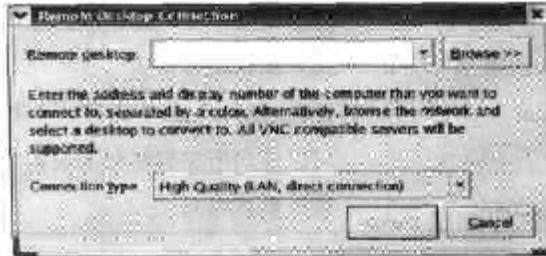 Remote Desktop Connection
Remote desktop:
Browse >>
Enter the address and display number of the computer that you want to
connect to, separated by a colon. Alternatively, browse the network and
select a desktop to connect to. All VNC compatible servers will be
supported.
Connection type: High Quality (LAN, direct connection)
Cancel